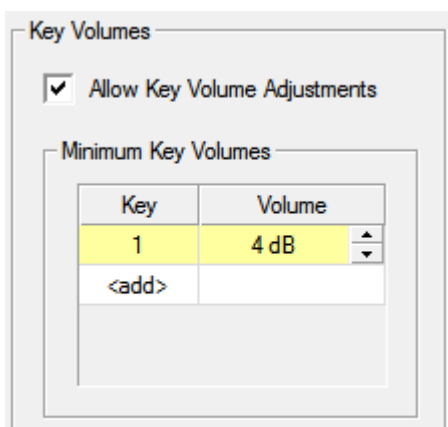 Key Volumes
Allow Key Volume Adjustments
Minimum Key Volumes
Key Volume
1 4 dB
<add>